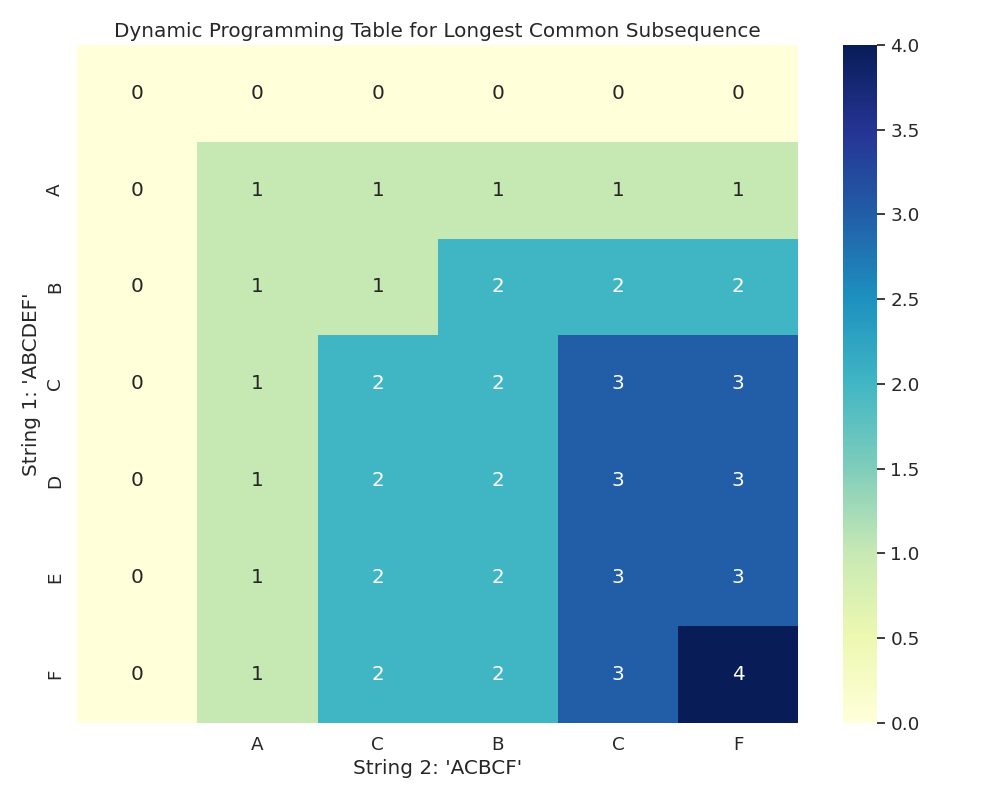 Dynamic Programming Table for Longest Common Subsequence
0 0 0 0 0 0
A 0 1 1 1 1 1
B 0 1 1 2 2 2
C 0 1 2 2 3 3
D 0 1 2 2 3 3
E 0 1 2 2 3 3
F 0 1 2 2 3 4
A C B C F
String 2: 'ACBCF'
String 1: 'ABCDEF'
4.0
3.5
3.0
2.5
2.0
1.5
1.0
0.5
0.0